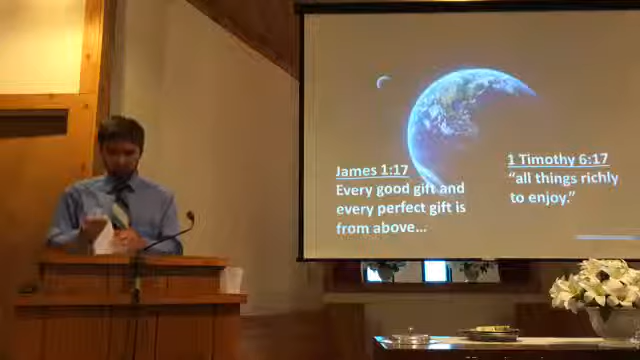 James 1:17
Every good gift and
every perfect gift is
from above…
1 Timothy 6:17
“all things richly
to enjoy.”